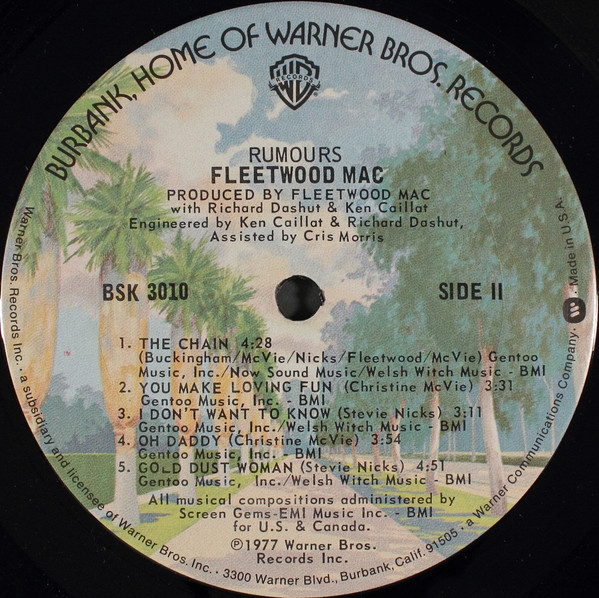 BURBANK, HOME OF WARNER BROS. RECORDS
W RECORDS ®
RUMOURS
FLEETWOOD MAC
PRODUCED BY FLEETWOOD MAC
with Richard Dashut & Ken Caillat
Engineered by Ken Caillat & Richard Dashut,
Assisted by Cris Morris
BSK 3010
SIDE II
1. THE CHAIN 4:28
(Buckingham/McVie/Nicks/Fleetwood/McVie) Gentoo
Music, Inc./Now Sound Music/Welsh Witch Music - BMI
2. YOU MAKE LOVING FUN (Christine McVie) 3:31
Gentoo Music, Inc. - BMI
3. I DON'T WANT TO KNOW (Stevie Nicks) 3:11
Gentoo Music, Inc./Welsh Witch Music - BMI
4. OH DADDY (Christine McVie) 3:54
Gentoo Music, Inc. - BMI
5. GOLD DUST WOMAN (Stevie Nicks) 4:51
Gentoo Music, Inc./Welsh Witch Music - BMI
All musical compositions administered by
Screen Gems-EMI Music Inc. - BMI
for U.S. & Canada.
℗1977 Warner Bros.
Records Inc.
Warner Bros. Records Inc. · a subsidiary and licensee of Warner Bros. Inc. · 3300 Warner Blvd., Burbank, Calif. 91505 · a Warner Communications Company. · Made in U.S.A.